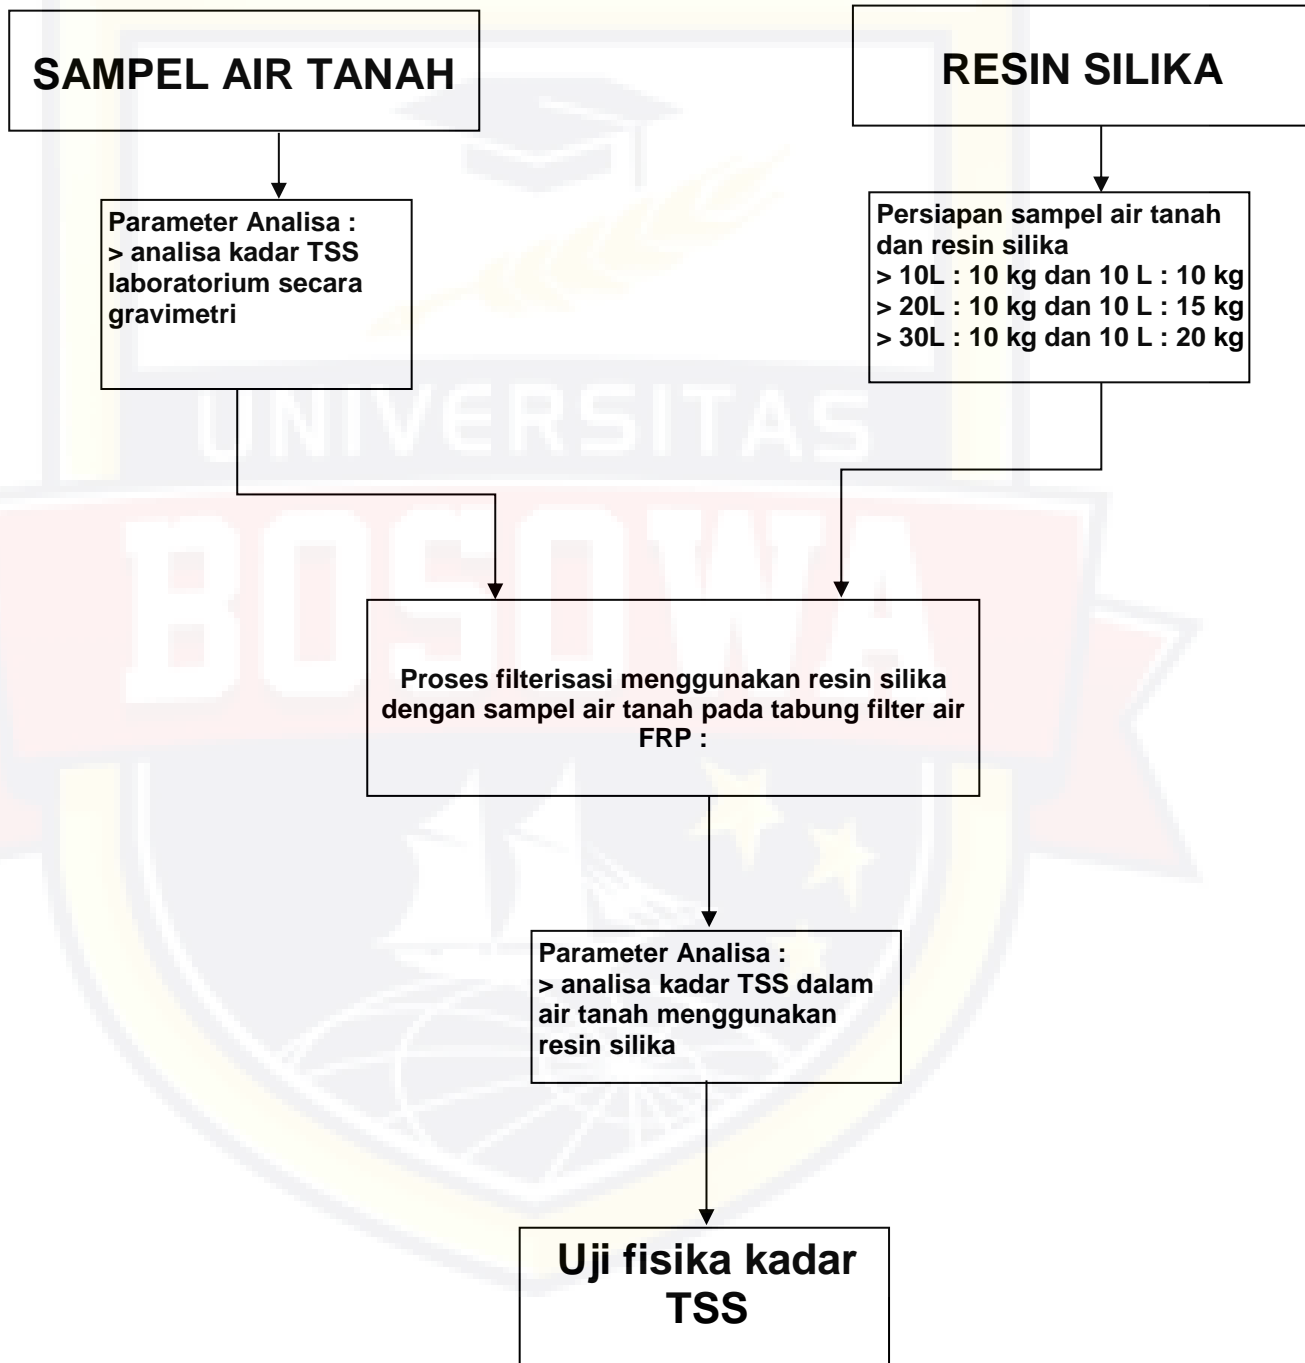 SAMPEL AIR TANAH
RESIN SILIKA
Parameter Analisa :
> analisa kadar TSS
laboratorium secara
gravimetri
Persiapan sampel air tanah
dan resin silika
> 10L : 10 kg dan 10 L : 10 kg
> 20L : 10 kg dan 10 L : 15 kg
> 30L : 10 kg dan 10 L : 20 kg
UNIVERSITAS
BOSOWA
Proses filterisasi menggunakan resin silika
dengan sampel air tanah pada tabung filter air
FRP :
Parameter Analisa :
> analisa kadar TSS dalam
air tanah menggunakan
resin silika
Uji fisika kadar
TSS